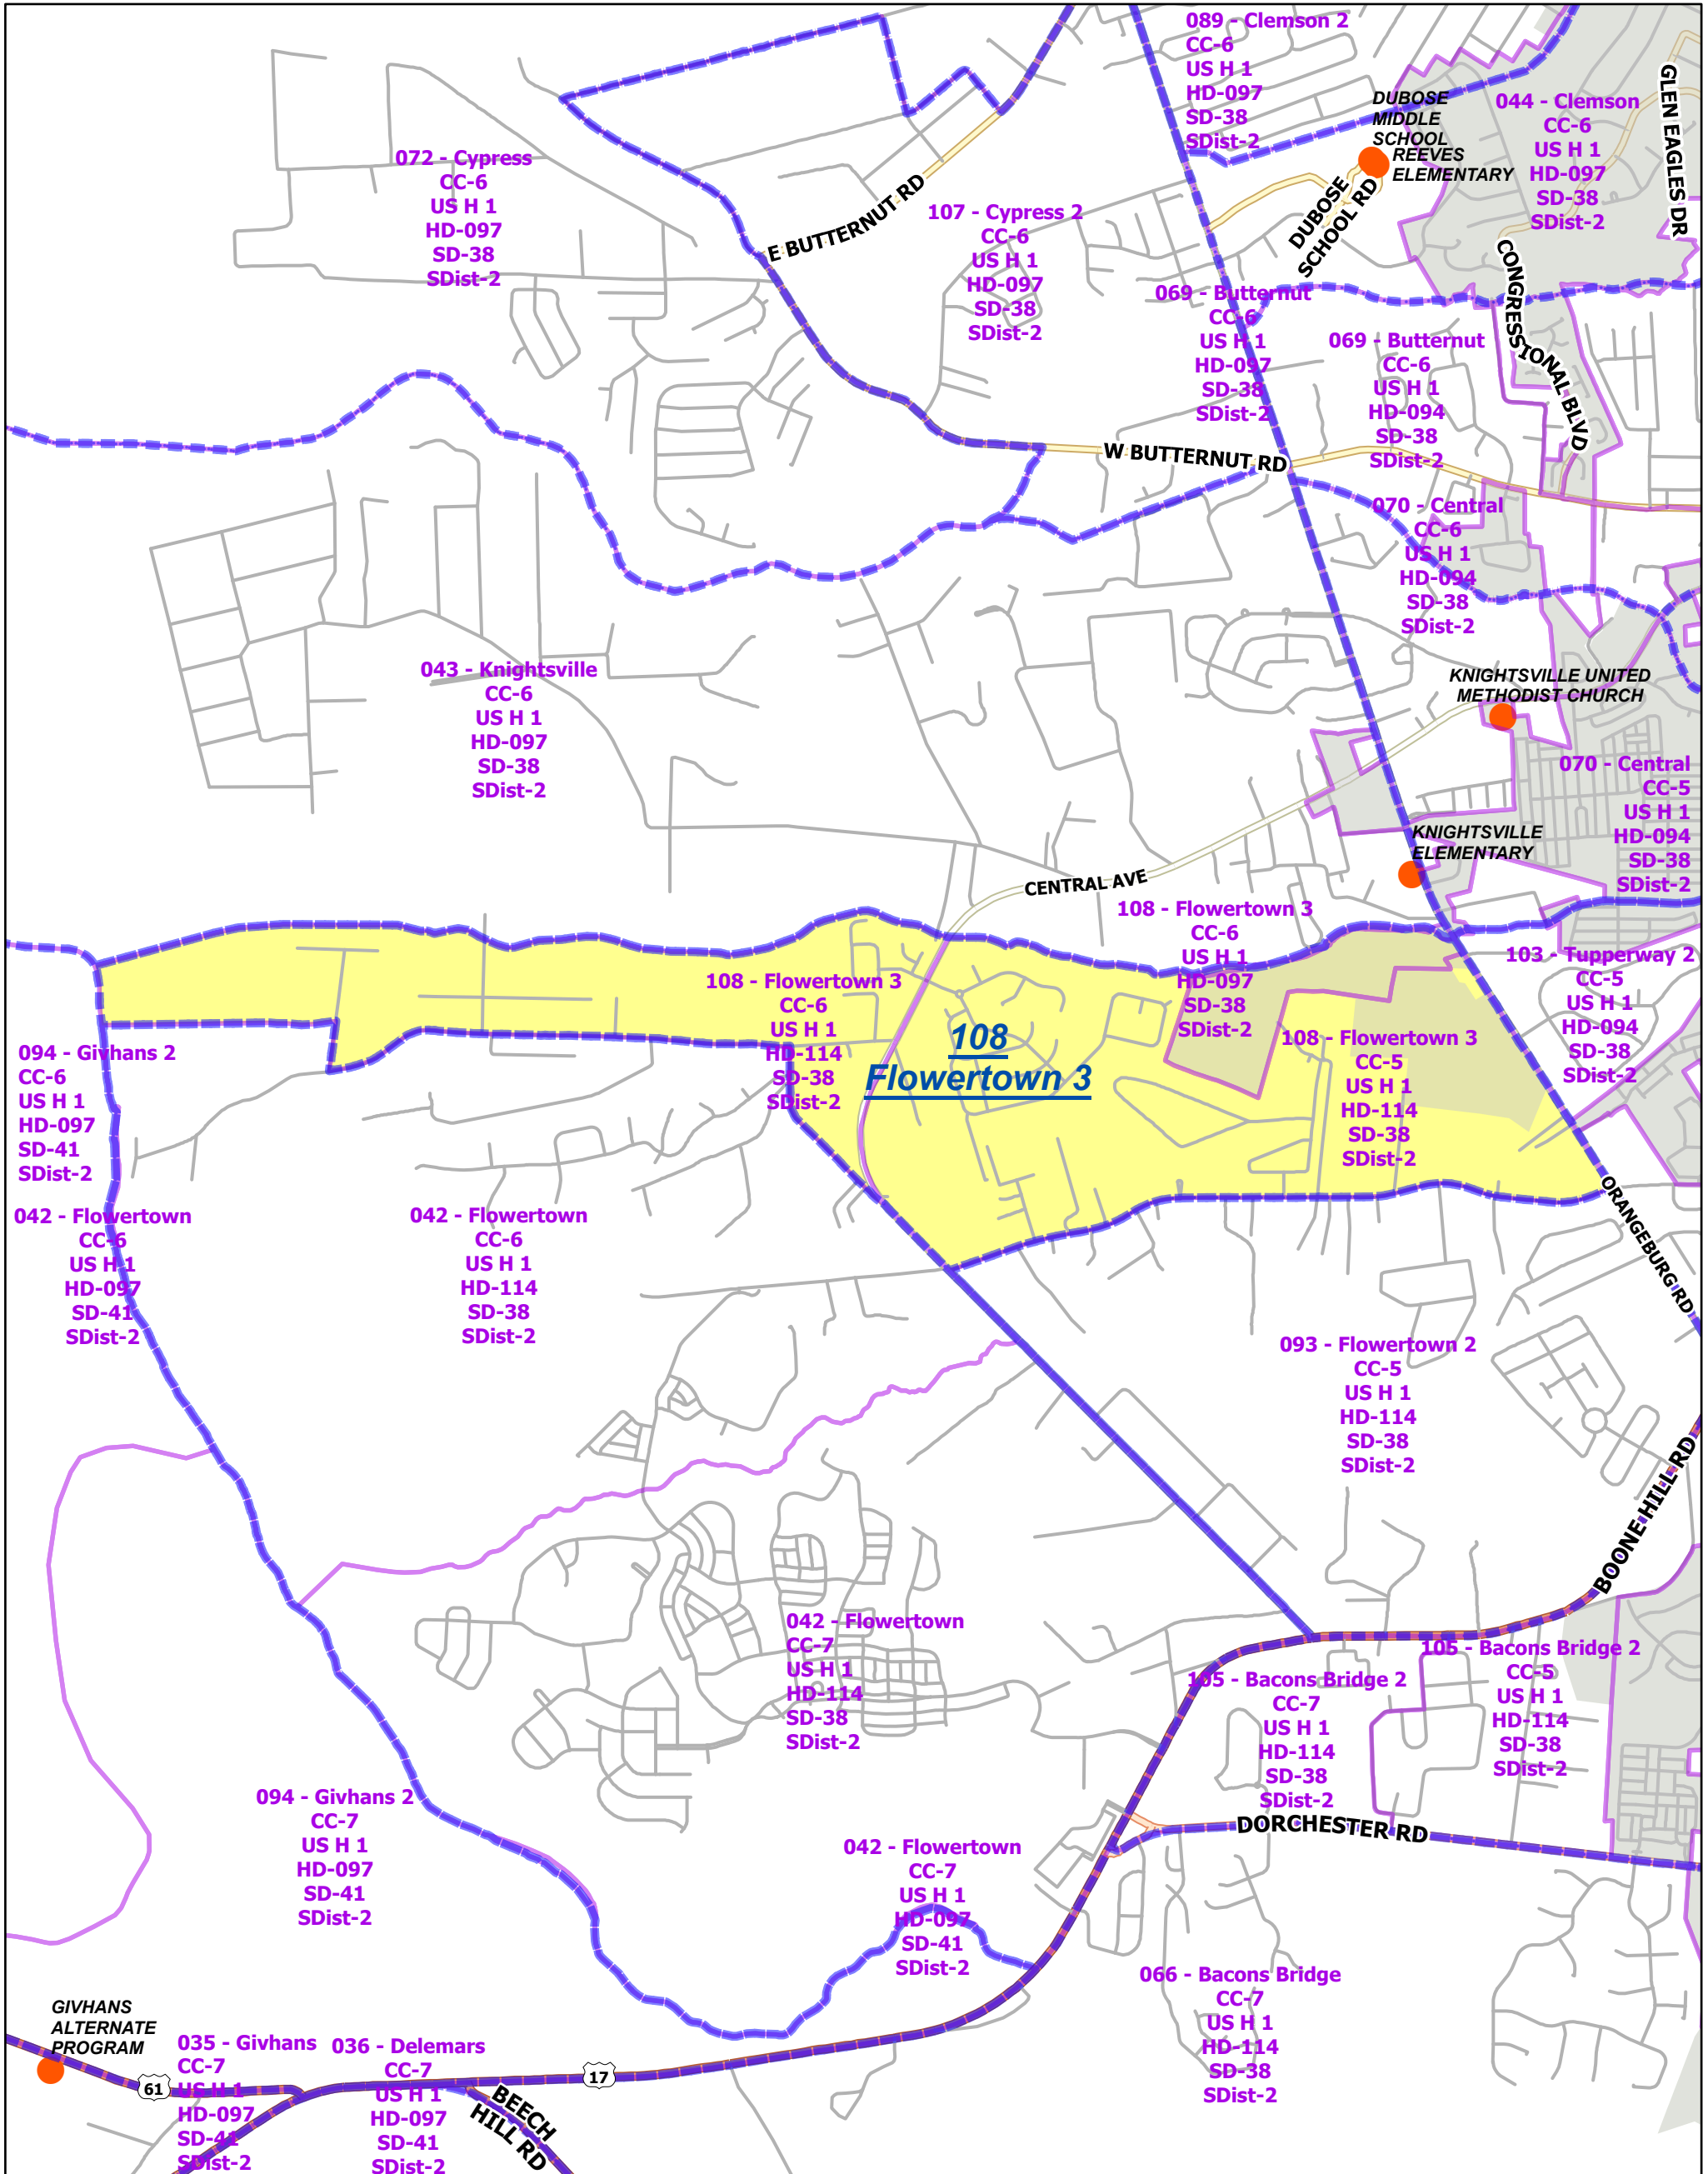 089 - Clemson 2
CC-6
US H 1
HD-097
SD-38
SDist-2
DUBOSE
MIDDLE
SCHOOL
REEVES
ELEMENTARY
044 - Clemson
CC-6
US H 1
HD-097
SD-38
SDist-2
GLEN EAGLES DR
072 - Cypress
CC-6
US H 1
HD-097
SD-38
SDist-2
E BUTTERNUT RD
107 - Cypress 2
CC-6
US H 1
HD-097
SD-38
SDist-2
DUBOSE
SCHOOL RD
CONGRESSIONAL BLVD
069 - Butternut
CC-6
US H 1
HD-097
SD-38
SDist-2
069 - Butternut
CC-6
US H 1
HD-094
SD-38
SDist-2
W BUTTERNUT RD
070 - Central
CC-6
US H 1
HD-094
SD-38
SDist-2
043 - Knightsville
CC-6
US H 1
HD-097
SD-38
SDist-2
KNIGHTSVILLE UNITED
METHODIST CHURCH
070 - Central
CC-5
US H 1
HD-094
SD-38
SDist-2
KNIGHTSVILLE
ELEMENTARY
CENTRAL AVE
108 - Flowertown 3
CC-6
US H 1
HD-097
SD-38
SDist-2
103 - Tupperway 2
CC-5
US H 1
HD-094
SD-38
SDist-2
108 - Flowertown 3
CC-6
US H 1
HD-114
SD-38
SDist-2
108
Flowertown 3
108 - Flowertown 3
CC-5
US H 1
HD-114
SD-38
SDist-2
094 - Givhans 2
CC-6
US H 1
HD-097
SD-41
SDist-2
042 - Flowertown
CC-6
US H 1
HD-097
SD-41
SDist-2
042 - Flowertown
CC-6
US H 1
HD-114
SD-38
SDist-2
ORANGEBURG RD
093 - Flowertown 2
CC-5
US H 1
HD-114
SD-38
SDist-2
BOONE HILL RD
042 - Flowertown
CC-7
US H 1
HD-114
SD-38
SDist-2
105 - Bacons Bridge 2
CC-7
US H 1
HD-114
SD-38
SDist-2
105 - Bacons Bridge 2
CC-5
US H 1
HD-114
SD-38
SDist-2
094 - Givhans 2
CC-7
US H 1
HD-097
SD-41
SDist-2
DORCHESTER RD
042 - Flowertown
CC-7
US H 1
HD-097
SD-41
SDist-2
066 - Bacons Bridge
CC-7
US H 1
HD-114
SD-38
SDist-2
GIVHANS
ALTERNATE
PROGRAM
61
035 - Givhans
CC-7
US H 1
HD-097
SD-41
SDist-2
036 - Delemars
CC-7
US H 1
HD-097
SD-41
SDist-2
17
BEECH
HILL RD